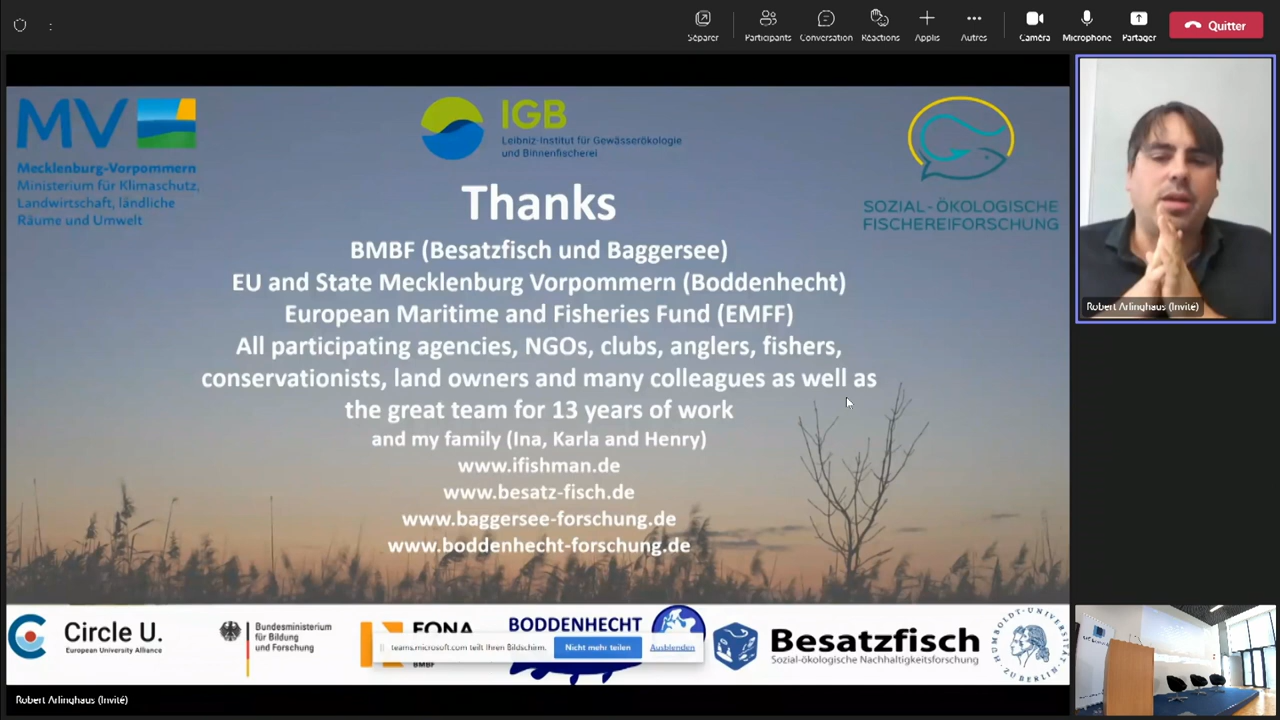 Séparer
Participants
Conversation
Réactions
Applis
Autres
Caméra
Microphone
Partager
Quitter
MV
Mecklenburg-Vorpommern
Ministerium für Klimaschutz,
Landwirtschaft, ländliche
Räume und Umwelt
IGB
Leibniz-Institut für Gewässerökologie
und Binnenfischerei
SOZIAL-ÖKOLOGISCHE
FISCHEREIFORSCHUNG
Thanks
BMBF (Besatzfisch und Baggersee)
EU and State Mecklenburg Vorpommern (Boddenhecht)
European Maritime and Fisheries Fund (EMFF)
All participating agencies, NGOs, clubs, anglers, fishers,
conservationists, land owners and many colleagues as well as
the great team for 13 years of work
and my family (Ina, Karla and Henry)
www.ifishman.de
www.besatz-fisch.de
www.baggersee-forschung.de
www.boddenhecht-forschung.de
Robert Arlinghaus (Invité)
Circle U.
European University Alliance
Bundesministerium
für Bildung
und Forschung
FONA
BMBF
BODDENHECHT
teams.microsoft.com teilt Ihren Bildschirm.
Nicht mehr teilen
Ausblenden
Besatzfisch
Sozial-ökologische Nachhaltigkeitsforschung
HUMBOLDT-UNIVERSITÄT
ZU BERLIN
Robert Arlinghaus (Invité)